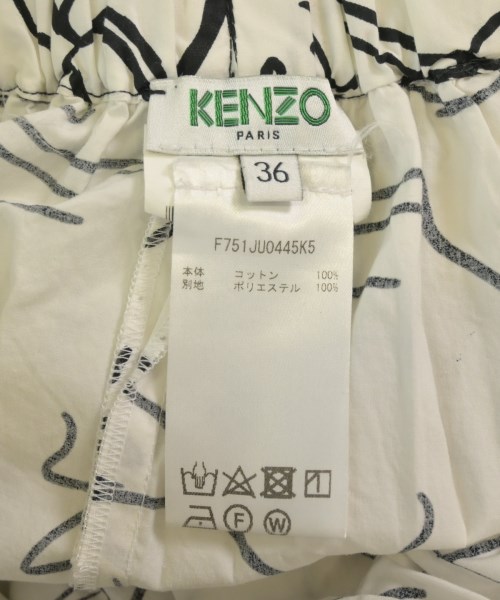 KENZO
PARIS
36
F751JU0445K5
本体 コットン 100%
別地 ポリエステル 100%
F W